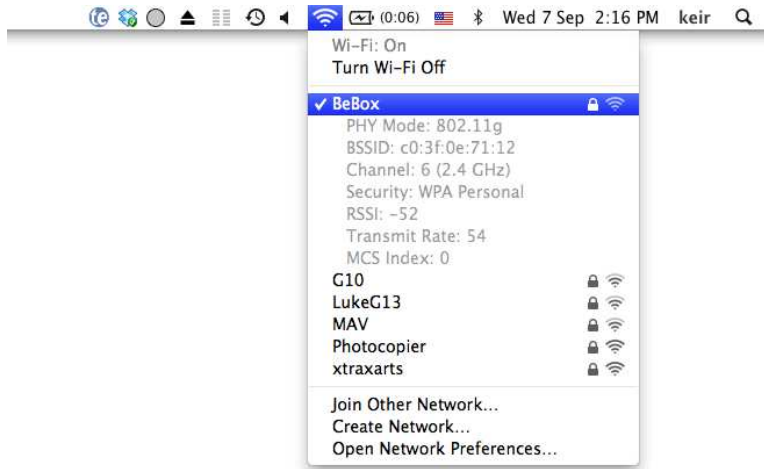 te (0:06) Wed 7 Sep 2:16 PM keir
Wi-Fi: On
Turn Wi-Fi Off
✓ BeBox
PHY Mode: 802.11g
BSSID: c0:3f:0e:71:12
Channel: 6 (2.4 GHz)
Security: WPA Personal
RSSI: -52
Transmit Rate: 54
MCS Index: 0
G10
LukeG13
MAV
Photocopier
xtraxarts
Join Other Network...
Create Network...
Open Network Preferences...